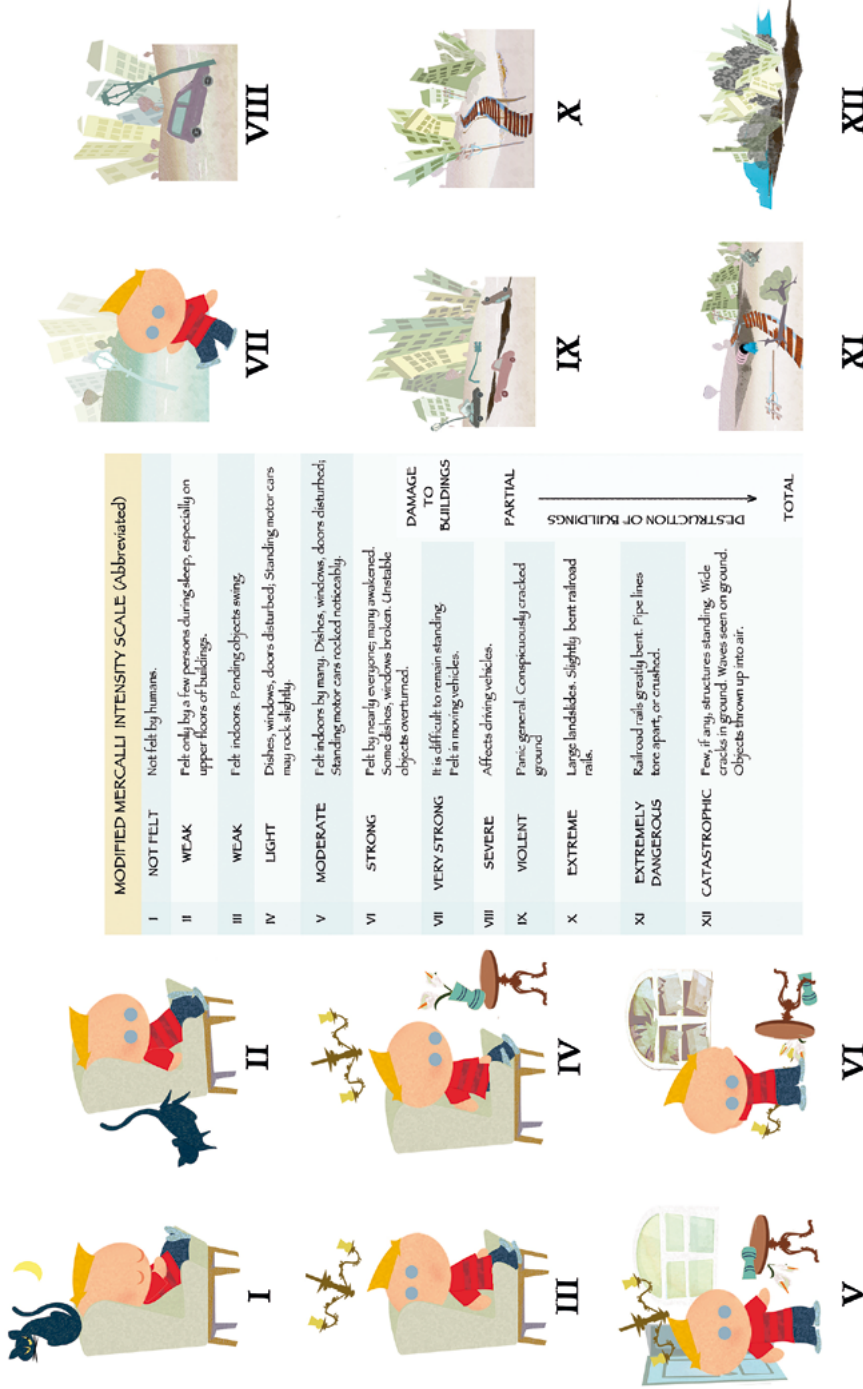 I
II
III
IV
V
VI
MODIFIED MERCALLI INTENSITY SCALE (Abbreviated)
I NOT FELT Not felt by humans.
II WEAK Felt only by a few persons during sleep, especially on
upper floors of buildings.
III WEAK Felt indoors. Pending objects swing.
IV LIGHT Dishes, windows, doors disturbed; Standing motor cars
may rock slightly.
V MODERATE Felt indoors by many. Dishes, windows, doors disturbed;
Standing motor cars rocked noticeably.
VI STRONG Felt by nearly everyone; many awakened.
Some dishes, windows broken. Unstable
objects overturned.
VII VERY STRONG It is difficult to remain standing.
Felt in moving vehicles.
VIII SEVERE Affects driving vehicles.
IX VIOLENT Panic general. Conspicuously cracked
ground
X EXTREME Large landslides. Slightly bent railroad
rails.
XI EXTREMELY
DANGEROUS
Railroad rails greatly bent. Pipe lines
tore apart, or crushed.
XII CATASTROPHIC Few, if any, structures standing. Wide
cracks in ground. Waves seen on ground.
Objects thrown up into air.
DAMAGE
TO
BUILDINGS
PARTIAL
DESTRUCTION OF BUILDINGS
TOTAL
VII
VIII
IX
X
XI
XII